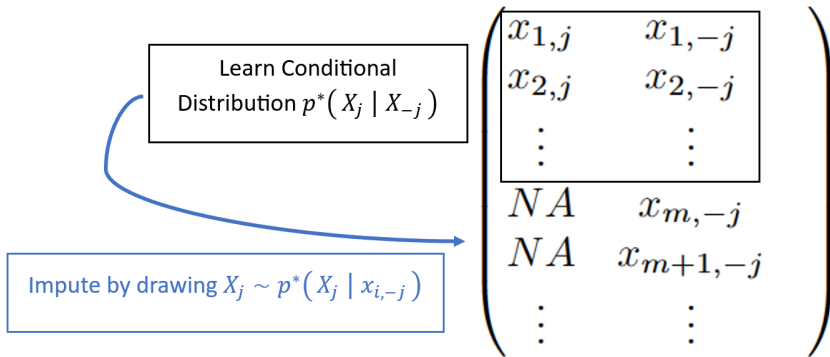 Learn Conditional
Distribution p*( X_j | X_{-j})
Impute by drawing X_j ~ p*( X_j | x_{i,-j})
x_{1,j} x_{1,-j}
x_{2,j} x_{2,-j}
⋮ ⋮
NA x_{m,-j}
NA x_{m+1,-j}
⋮ ⋮